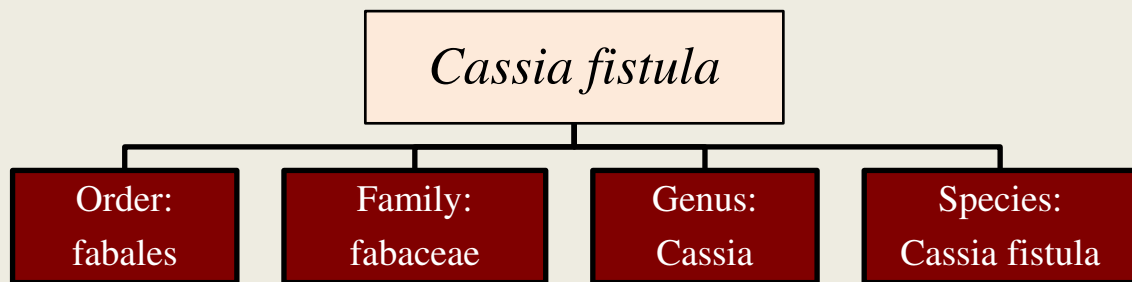 Cassia fistula
Order:
fabales
Family:
fabaceae
Genus:
Cassia
Species:
Cassia fistula